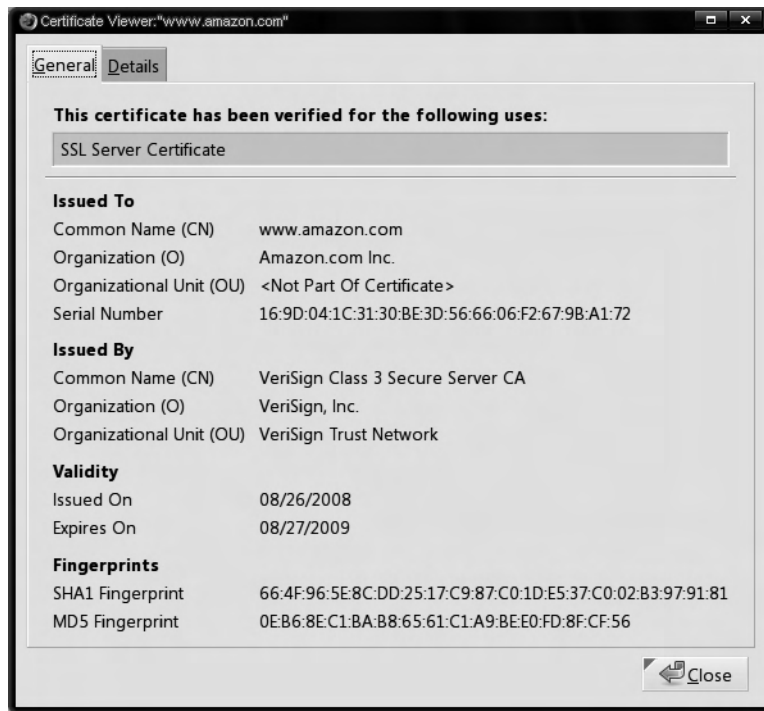 Certificate Viewer:"www.amazon.com"
General Details
This certificate has been verified for the following uses:
SSL Server Certificate
Issued To
Common Name (CN) www.amazon.com
Organization (O) Amazon.com Inc.
Organizational Unit (OU) <Not Part Of Certificate>
Serial Number 16:9D:04:1C:31:30:BE:3D:56:66:06:F2:67:9B:A1:72
Issued By
Common Name (CN) VeriSign Class 3 Secure Server CA
Organization (O) VeriSign, Inc.
Organizational Unit (OU) VeriSign Trust Network
Validity
Issued On 08/26/2008
Expires On 08/27/2009
Fingerprints
SHA1 Fingerprint 66:4F:96:5E:8C:DD:25:17:C9:87:C0:1D:E5:37:C0:02:B3:97:91:81
MD5 Fingerprint 0E:B6:8E:C1:BA:B8:65:61:C1:A9:BE:E0:FD:8F:CF:56
Close